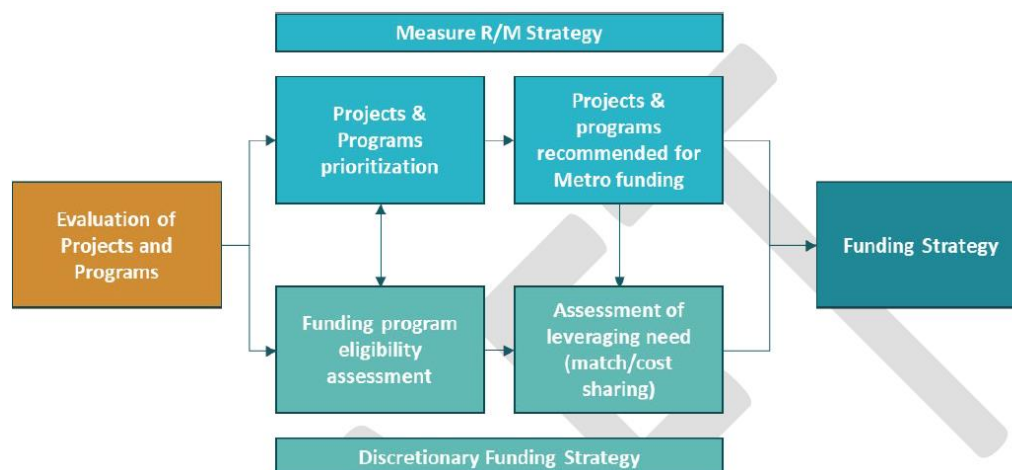 Measure R/M Strategy
Projects &
Programs
prioritization
Projects &
programs
recommended for
Metro funding
Evaluation of
Projects and
Programs
Funding Strategy
Funding program
eligibility
assessment
Assessment of
leveraging need
(match/cost
sharing)
Discretionary Funding Strategy